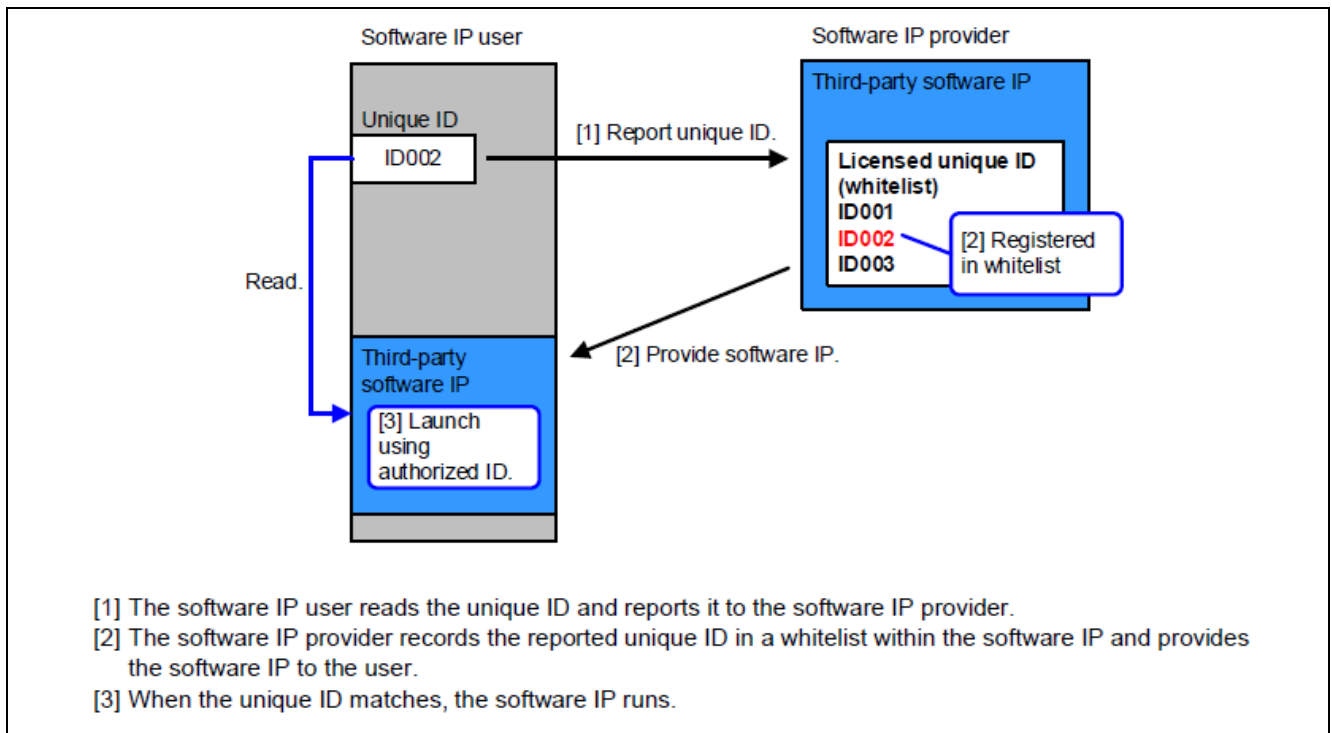 Software IP user
Software IP provider
Unique ID
ID002
[1] Report unique ID.
Third-party software IP
Licensed unique ID
(whitelist)
ID001
ID002
ID003
[2] Registered
in whitelist
Read.
[2] Provide software IP.
Third-party
software IP
[3] Launch
using
authorized ID.
[1] The software IP user reads the unique ID and reports it to the software IP provider.
[2] The software IP provider records the reported unique ID in a whitelist within the software IP and provides
the software IP to the user.
[3] When the unique ID matches, the software IP runs.